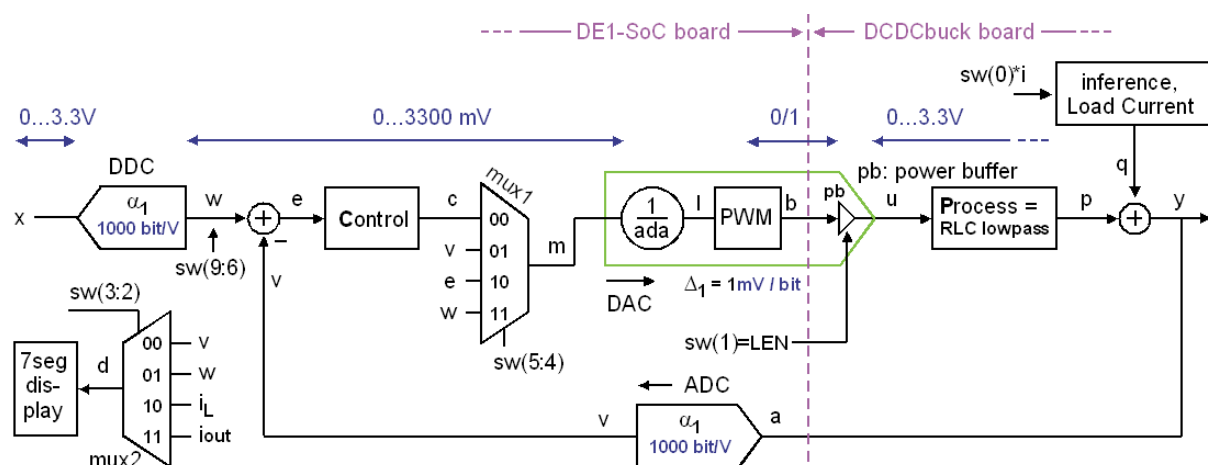 DE1-SoC board
DCDCbuck board
sw(0)*i
inference,
Load Current
0...3.3V
0...3300 mV
0/1
0...3.3V
DDC
mux1
pb: power buffer
q
x
α1
1000 bit/V
w
e
Control
c
00
v
01
e
10
w
11
m
1
ada
l
PWM
b
pb
u
Process =
RLC lowpass
p
y
+
+
−
sw(9:6)
v
DAC
Δ1 = 1mV / bit
sw(3:2)
sw(5:4)
sw(1)=LEN
7seg
dis-
play
d
00
v
01
w
10
iL
11
iout
mux2
ADC
v
α1
1000 bit/V
a